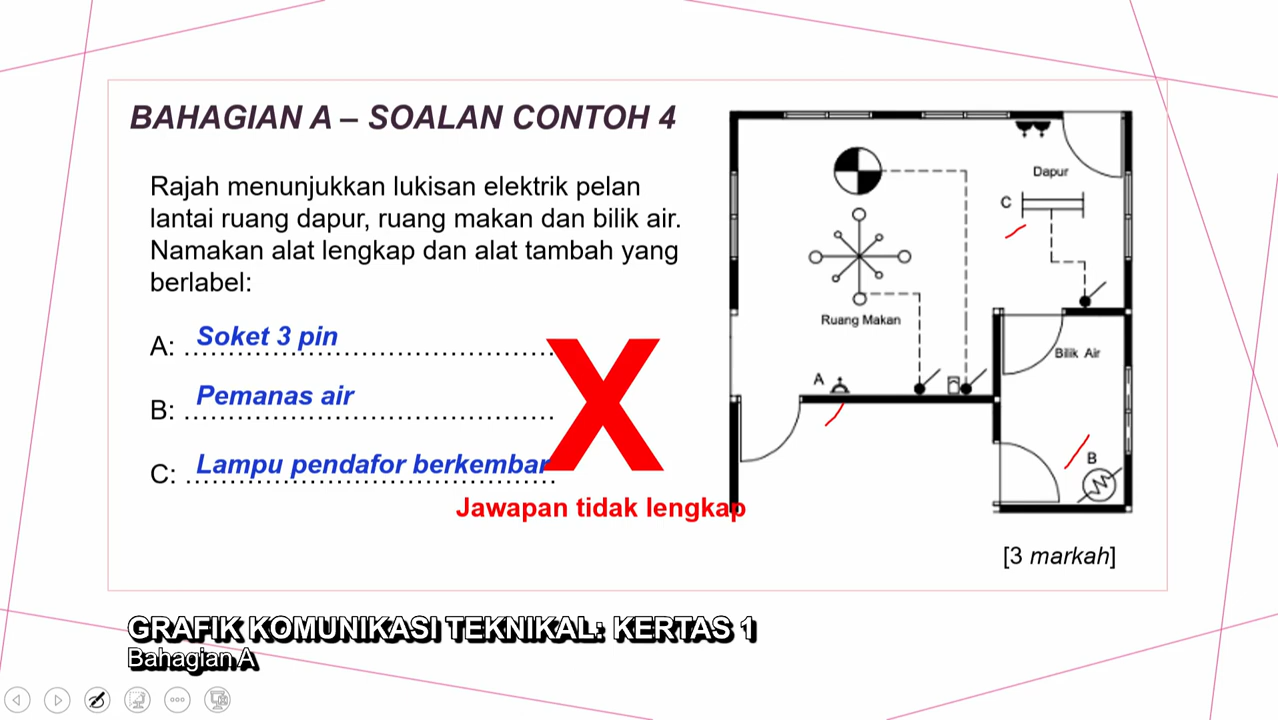 BAHAGIAN A – SOALAN CONTOH 4
Rajah menunjukkan lukisan elektrik pelan
lantai ruang dapur, ruang makan dan bilik air.
Namakan alat lengkap dan alat tambah yang
berlabel:
A: Soket 3 pin
B: Pemanas air
C: Lampu pendafor berkembar
X
Jawapan tidak lengkap
Dapur
C
Ruang Makan
A
Bilik Air
B
[3 markah]
GRAFIK KOMUNIKASI TEKNIKAL: KERTAS 1
Bahagian A